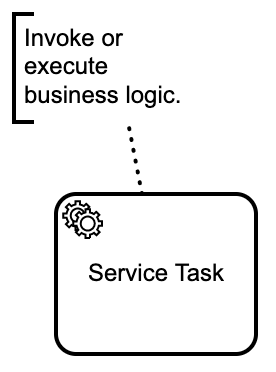 Invoke or
execute
business logic.
Service Task